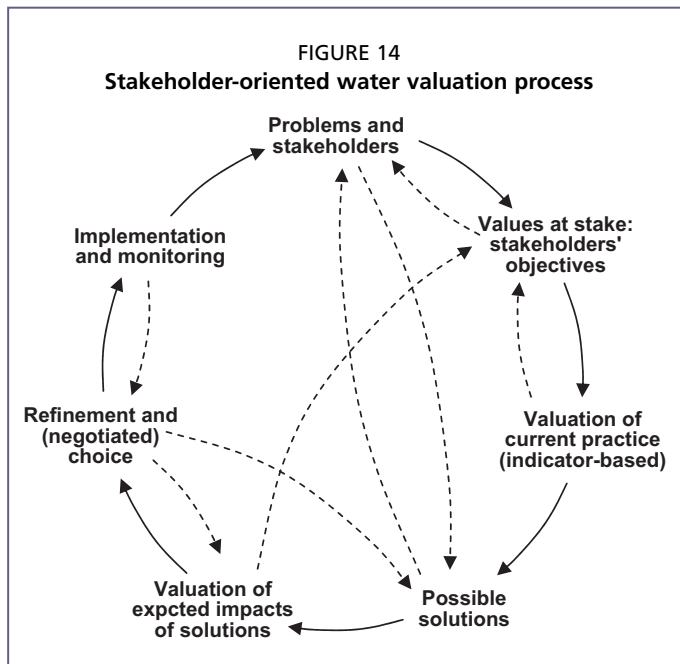 FIGURE 14
Stakeholder-oriented water valuation process
Problems and
stakeholders
Values at stake:
stakeholders'
objectives
Valuation of
current practice
(indicator-based)
Possible
solutions
Valuation of
expcted impacts
of solutions
Refinement and
(negotiated)
choice
Implementation
and monitoring